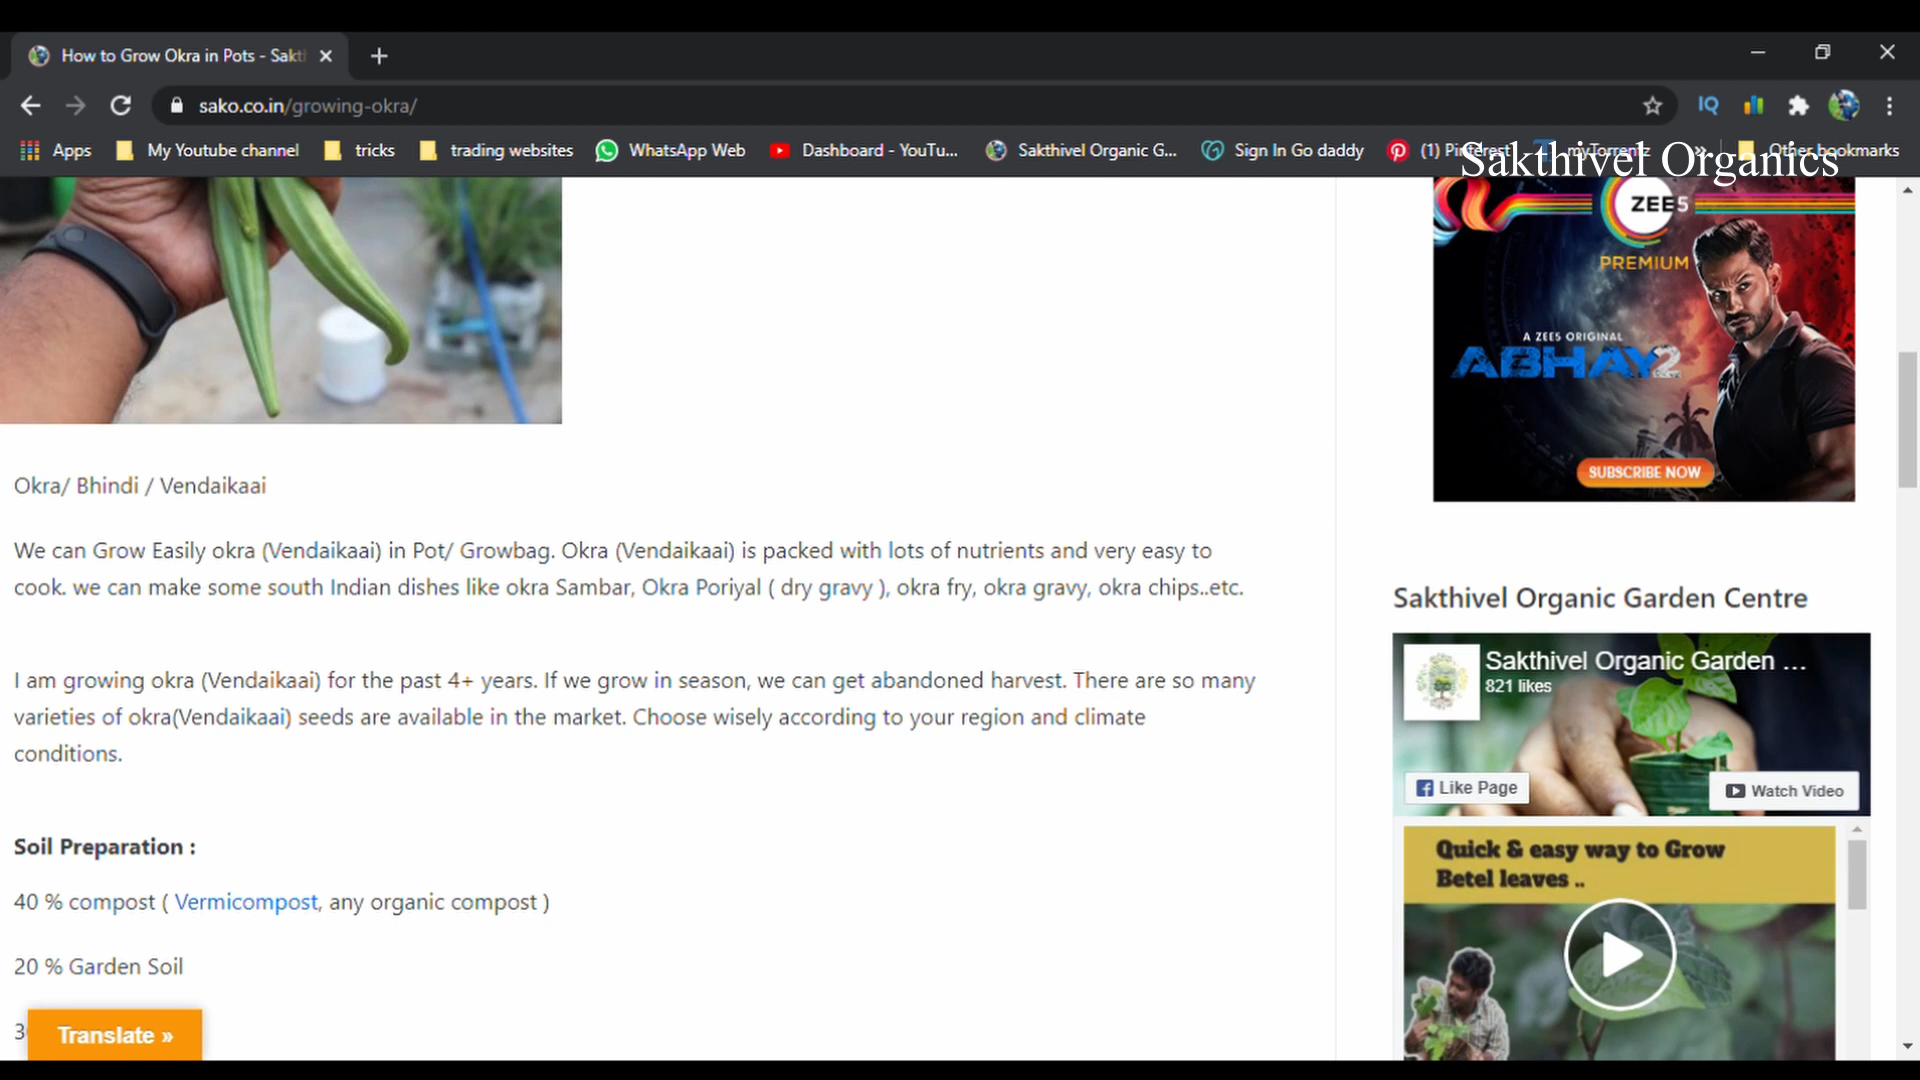 How to Grow Okra in Pots - Sakt
sako.co.in/growing-okra/
Apps
My Youtube channel
tricks
trading websites
WhatsApp Web
Dashboard - YouTu...
Sakthivel Organic G...
Sign In Go daddy
(1) Pinterest
myTorrentz
Other bookmarks
Sakthivel Organics
ZEE5
PREMIUM
A ZEE5 ORIGINAL
ABHAY2
SUBSCRIBE NOW
Okra/ Bhindi / Vendaikaai
We can Grow Easily okra (Vendaikaai) in Pot/ Growbag. Okra (Vendaikaai) is packed with lots of nutrients and very easy to
cook. we can make some south Indian dishes like okra Sambar, Okra Poriyal ( dry gravy ), okra fry, okra gravy, okra chips..etc.
I am growing okra (Vendaikaai) for the past 4+ years. If we grow in season, we can get abandoned harvest. There are so many
varieties of okra(Vendaikaai) seeds are available in the market. Choose wisely according to your region and climate
conditions.
Soil Preparation :
40 % compost ( Vermicompost, any organic compost )
20 % Garden Soil
Translate »
Sakthivel Organic Garden Centre
Sakthivel Organic Garden ...
821 likes
Like Page
Watch Video
Quick & easy way to Grow
Betel leaves ..